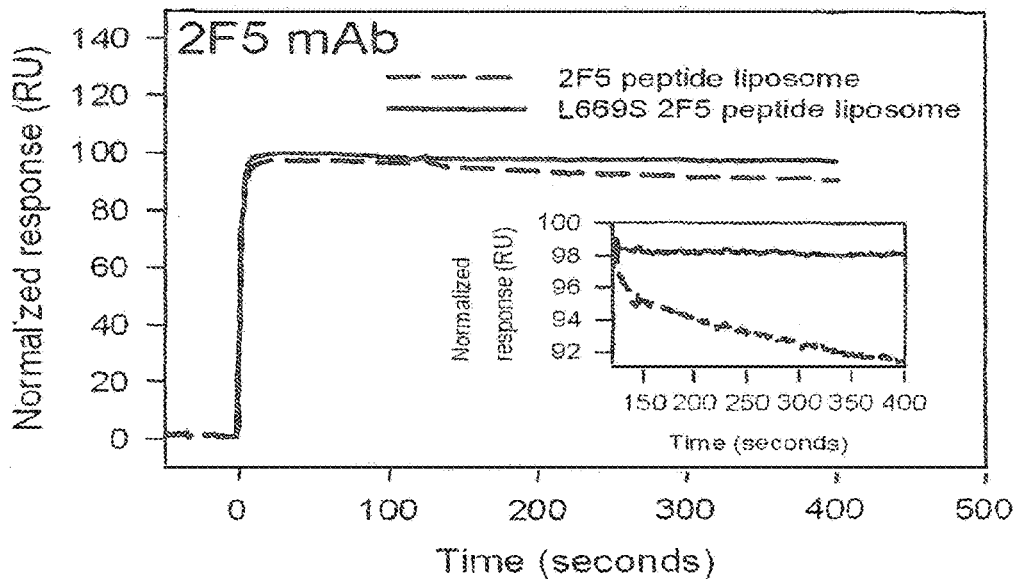 2F5 mAb
2F5 peptide liposome
L669S 2F5 peptide liposome
Normalized response (RU)
140
120
100
80
60
40
20
0
0 100 200 300 400 500
Time (seconds)
Normalized
response (RU)
100
98
96
94
92
150 200 250 300 350 400
Time (seconds)